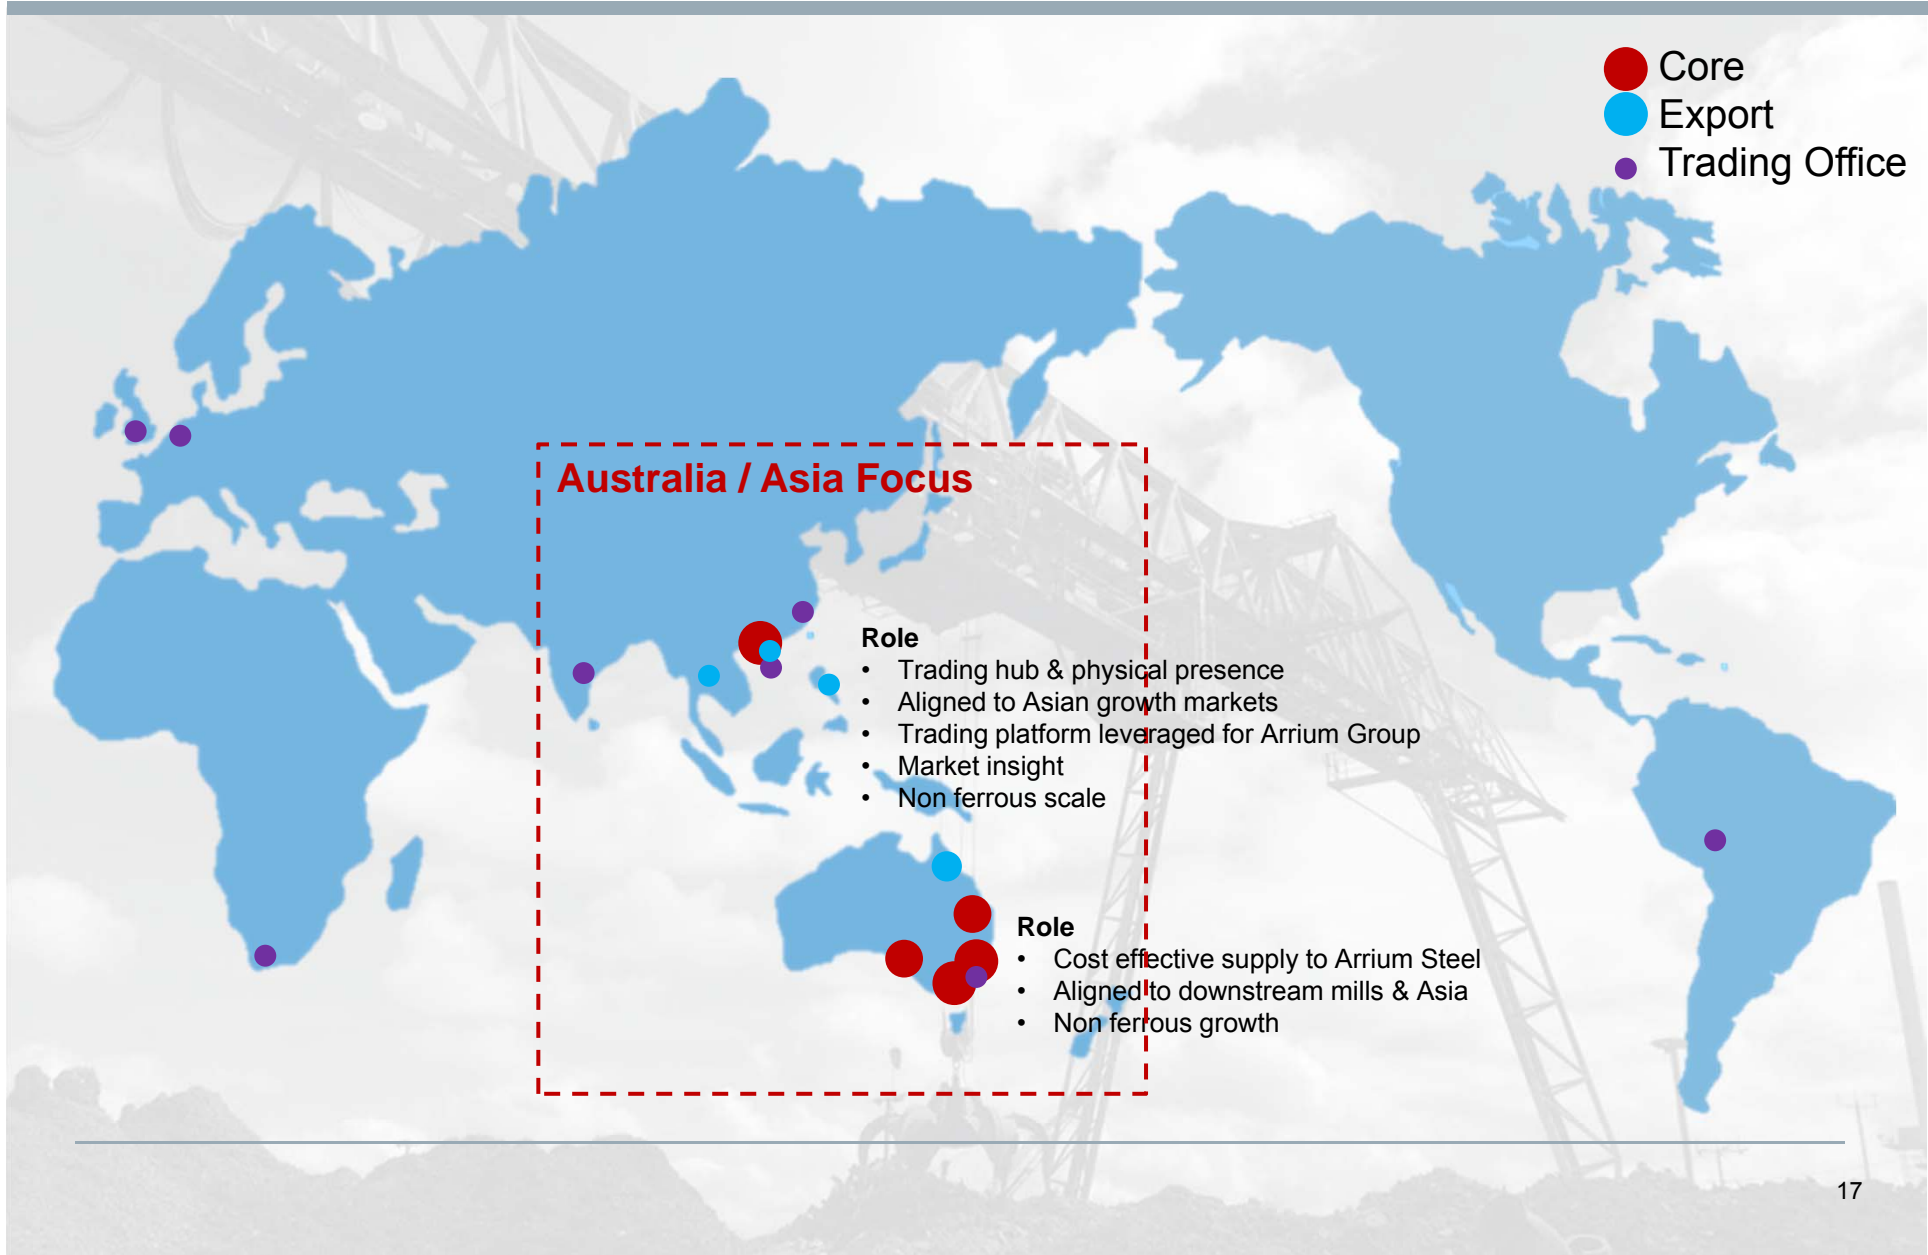 Core
Export
Trading Office
Australia / Asia Focus
Role
• Trading hub & physical presence
• Aligned to Asian growth markets
• Trading platform leveraged for Arrium Group
• Market insight
• Non ferrous scale
Role
• Cost effective supply to Arrium Steel
• Aligned to downstream mills & Asia
• Non ferrous growth
17